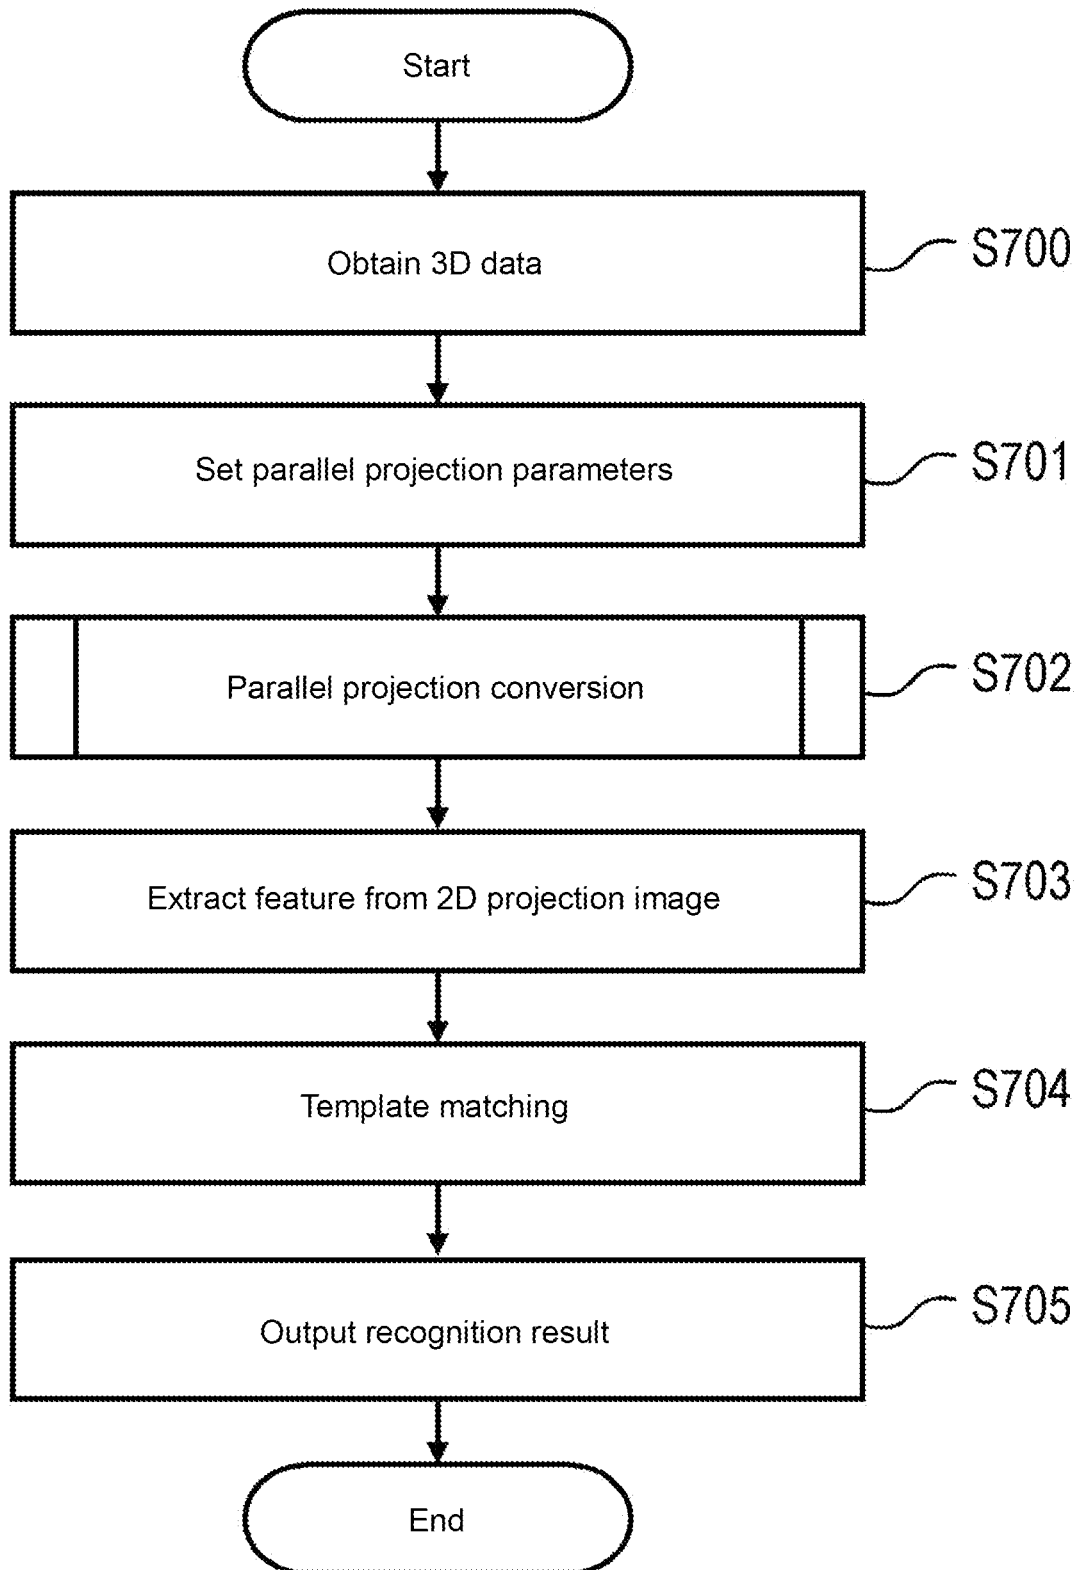 Start
Obtain 3D data
S700
Set parallel projection parameters
S701
Parallel projection conversion
S702
Extract feature from 2D projection image
S703
Template matching
S704
Output recognition result
S705
End